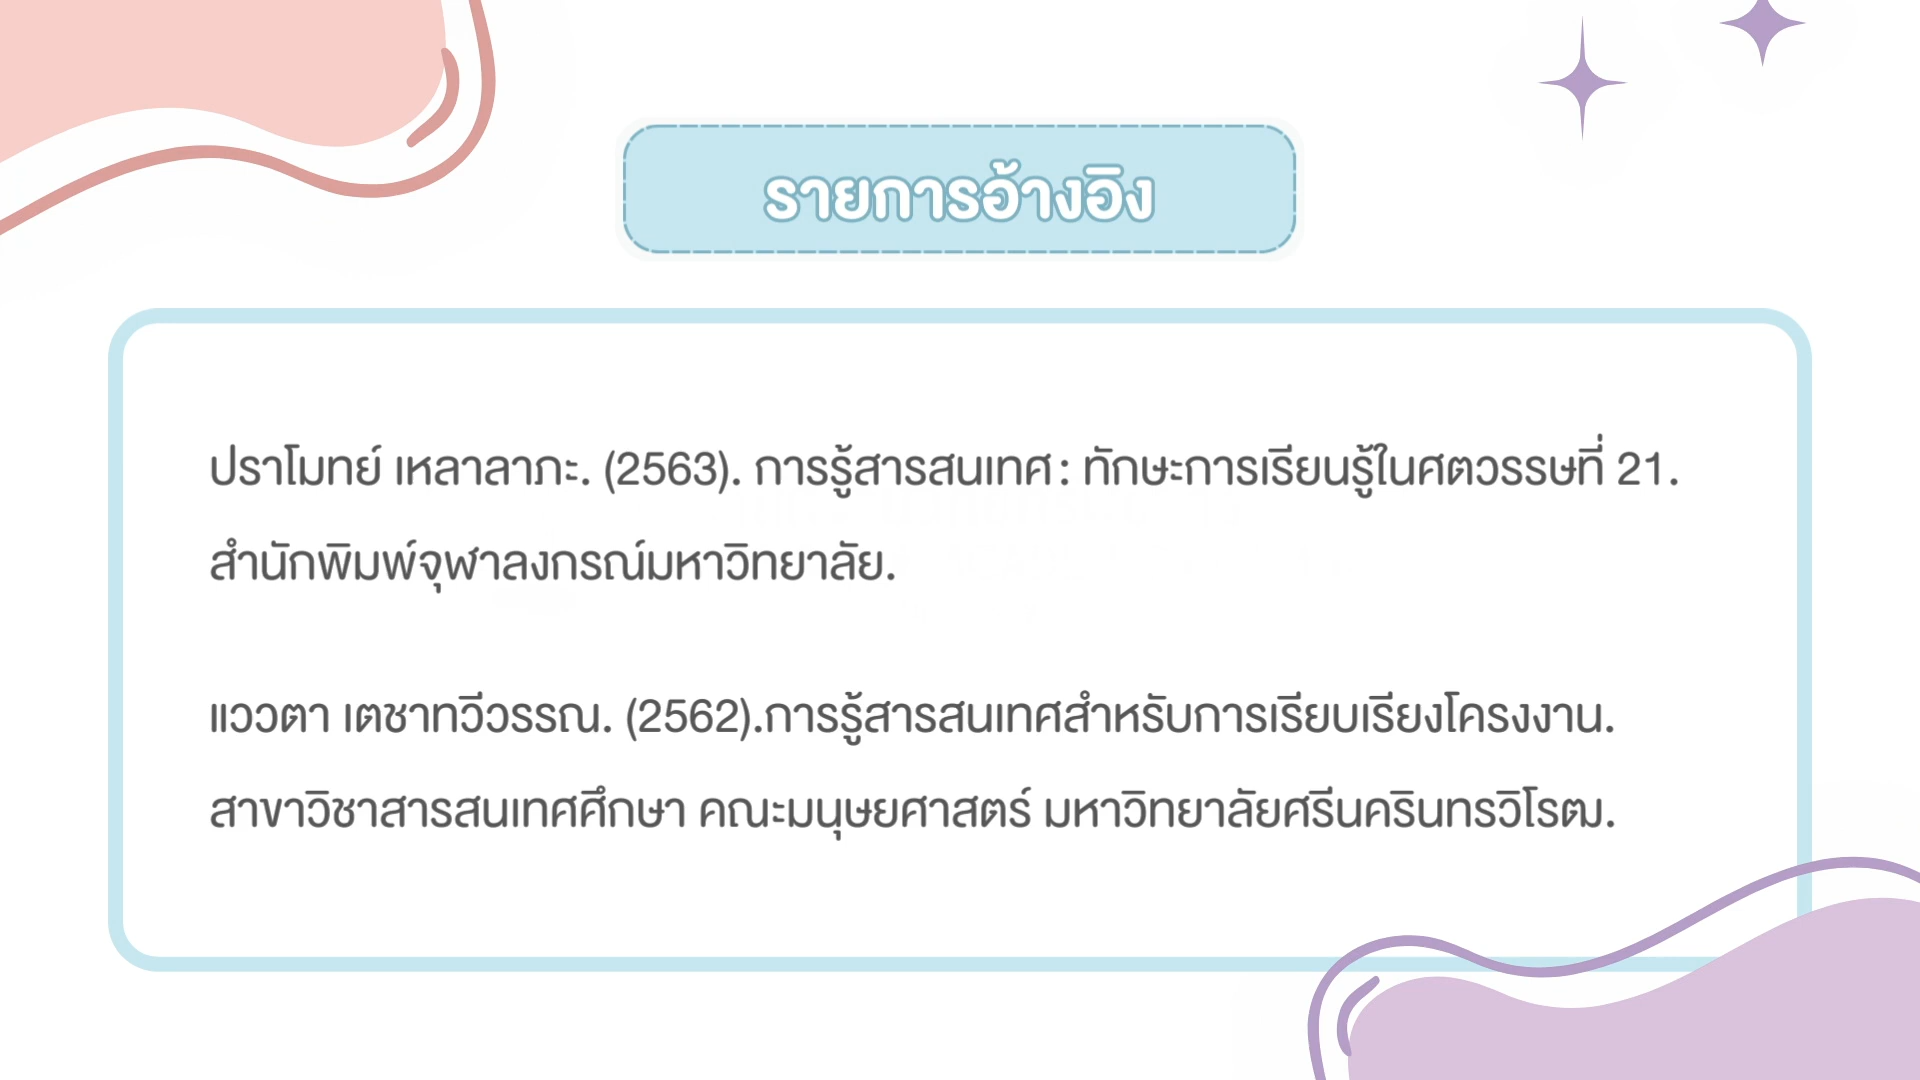 รายการอ้างอิง
ปราโมทย์ เหลาลาภะ. (2563). การรู้สารสนเทศ: ทักษะการเรียนรู้ในศตวรรษที่ 21.
สำนักพิมพ์จุฬาลงกรณ์มหาวิทยาลัย.
แววตา เตชาทวีวรรณ. (2562).การรู้สารสนเทศสำหรับการเรียบเรียงโครงงาน.
สาขาวิชาสารสนเทศศึกษา คณะมนุษยศาสตร์ มหาวิทยาลัยศรีนครินทรวิโรฒ.